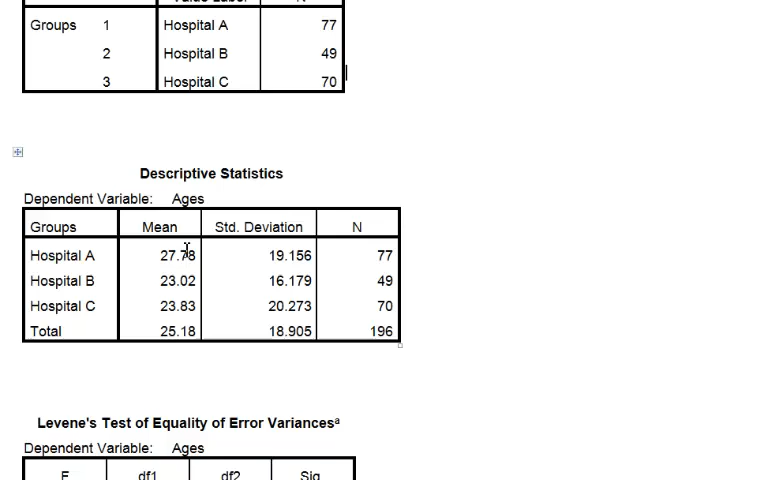 Value Label N
Groups 1 Hospital A 77
2 Hospital B 49
3 Hospital C 70
Descriptive Statistics
Dependent Variable: Ages
Groups Mean Std. Deviation N
Hospital A 27.78 19.156 77
Hospital B 23.02 16.179 49
Hospital C 23.83 20.273 70
Total 25.18 18.905 196
Levene's Test of Equality of Error Variancesa
Dependent Variable: Ages
F df1 df2 Sig